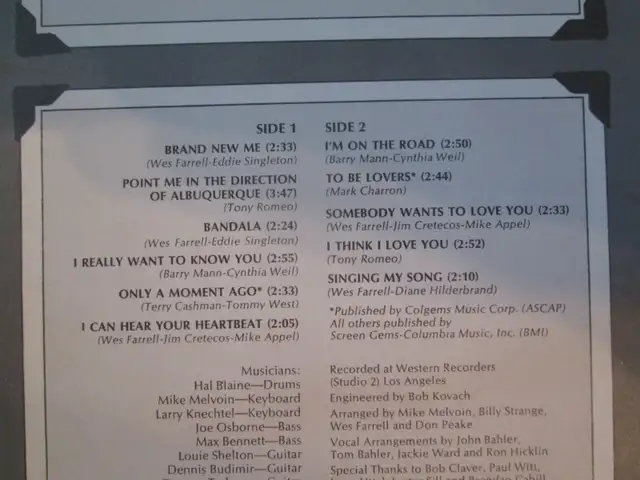 SIDE 1
BRAND NEW ME (2:33)
(Wes Farrell-Eddie Singleton)
POINT ME IN THE DIRECTION
OF ALBUQUERQUE (3:47)
(Tony Romeo)
BANDALA (2:24)
(Wes Farrell-Eddie Singleton)
I REALLY WANT TO KNOW YOU (2:55)
(Barry Mann-Cynthia Weil)
ONLY A MOMENT AGO* (2:33)
(Terry Cashman-Tommy West)
I CAN HEAR YOUR HEARTBEAT (2:05)
(Wes Farrell-Jim Cretecos-Mike Appel)
SIDE 2
I'M ON THE ROAD (2:50)
(Barry Mann-Cynthia Weil)
TO BE LOVERS* (2:44)
(Mark Charron)
SOMEBODY WANTS TO LOVE YOU (2:33)
(Wes Farrell-Jim Cretecos-Mike Appel)
I THINK I LOVE YOU (2:52)
(Tony Romeo)
SINGING MY SONG (2:10)
(Wes Farrell-Diane Hilderbrand)
*Published by Colgems Music Corp. (ASCAP)
All others published by
Screen Gems-Columbia Music, Inc. (BMI)
Musicians:
Hal Blaine—Drums
Mike Melvoin—Keyboard
Larry Knechtel—Keyboard
Joe Osborne—Bass
Max Bennett—Bass
Louie Shelton—Guitar
Dennis Budimir—Guitar
Recorded at Western Recorders
(Studio 2) Los Angeles
Engineered by Bob Kovach
Arranged by Mike Melvoin, Billy Strange,
Wes Farrell and Don Peake
Vocal Arrangements by John Bahler,
Tom Bahler, Jackie Ward and Ron Hicklin
Special Thanks to Bob Claver, Paul Witt,